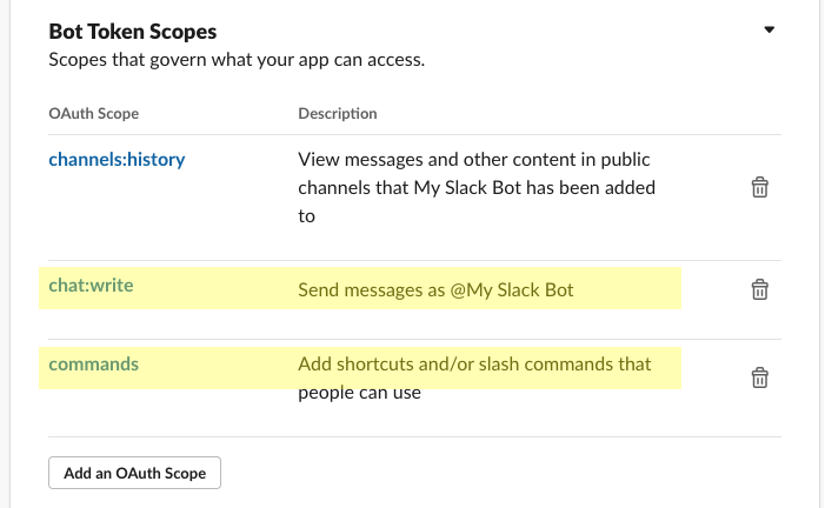 Bot Token Scopes
Scopes that govern what your app can access.
OAuth Scope Description
channels:history View messages and other content in public
channels that My Slack Bot has been added
to
chat:write Send messages as @My Slack Bot
commands Add shortcuts and/or slash commands that
people can use
Add an OAuth Scope